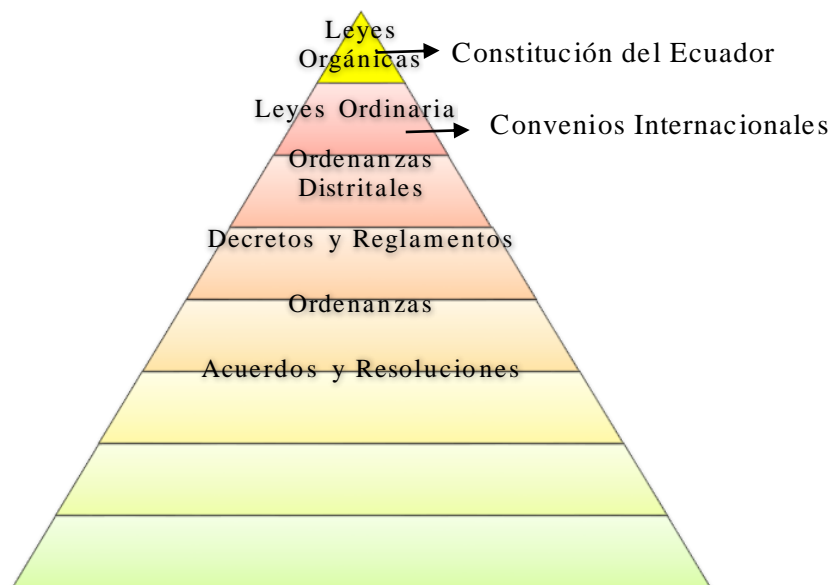 Leyes
Orgánicas
Constitución del Ecuador
Leyes Ordinaria
Convenios Internacionales
Ordenanzas
Distritales
Decretos y Reglamentos
Ordenanzas
Acuerdos y Resoluciones